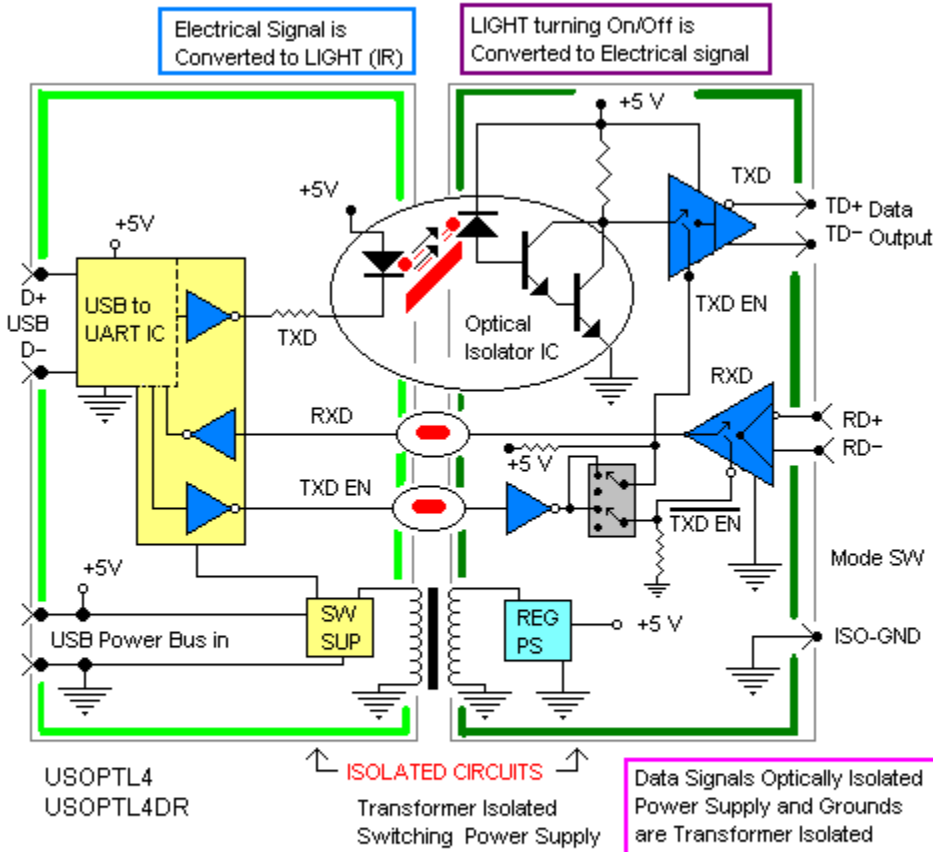 Electrical Signal is
Converted to LIGHT (IR)
LIGHT turning On/Off is
Converted to Electrical signal
+5 V
+5V
TXD
TD+ Data
TD− Output
+5V
D+
USB
D−
USB to
UART IC
TXD
Optical
Isolator IC
TXD EN
RXD
RXD
RD+
RD−
+5 V
TXD EN
TXD EN
Mode SW
+5V
SW
SUP
REG
PS
+5 V
USB Power Bus in
ISO-GND
USOPTL4
USOPTL4DR
ISOLATED CIRCUITS
Transformer Isolated
Switching Power Supply
Data Signals Optically Isolated
Power Supply and Grounds
are Transformer Isolated